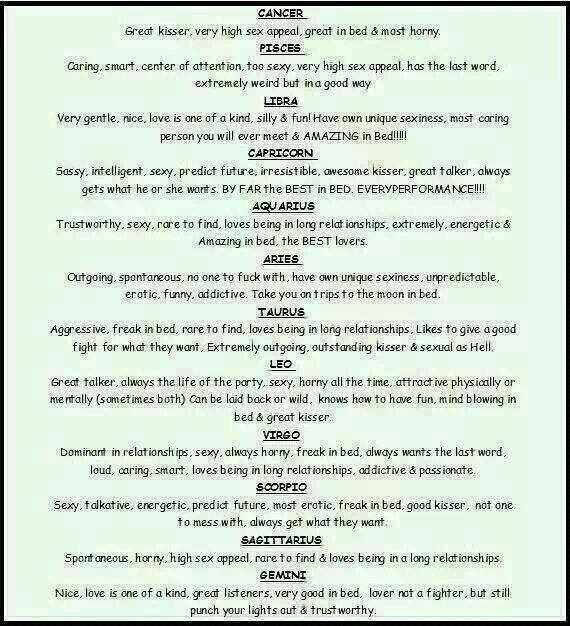 CANCER
Great kisser, very high sex appeal, great in bed & most horny.
PISCES
Caring, smart, center of attention, too sexy, very high sex appeal, has the last word,
extremely weird but in a good way
LIBRA
Very gentle, nice, love is one of a kind, silly & fun! Have own unique sexiness, most caring
person you will ever meet & AMAZING in Bed!!!!!
CAPRICORN
Sassy, intelligent, sexy, predict future, irresistible, awesome kisser, great talker, always
gets what he or she wants. BY FAR the BEST in BED. EVERYPERFORMANCE!!!!
AQUARIUS
Trustworthy, sexy, rare to find, loves being in long relationships, extremely, energetic &
Amazing in bed, the BEST lovers.
ARIES
Outgoing, spontaneous, no one to fuck with, have own unique sexiness, unpredictable,
erotic, funny, addictive. Take you on trips to the moon in bed.
TAURUS
Aggressive, freak in bed, rare to find, loves being in long relationships, Likes to give a good
fight for what they want, Extremely outgoing, outstanding kisser & sexual as Hell.
LEO
Great talker, always the life of the party, sexy, horny all the time, attractive physically or
mentally (sometimes both) Can be laid back or wild, knows how to have fun, mind blowing in
bed & great kisser.
VIRGO
Dominant in relationships, sexy, always horny, freak in bed, always wants the last word,
loud, caring, smart, loves being in long relationships, addictive & passionate.
SCORPIO
Sexy, talkative, energetic, predict future, most erotic, freak in bed, good kisser, not one
to mess with, always get what they want.
SAGITTARIUS
Spontaneous, horny, high sex appeal, rare to find & loves being in a long relationships.
GEMINI
Nice, love is one of a kind, great listeners, very good in bed, lover not a fighter, but still
punch your lights out & trustworthy.